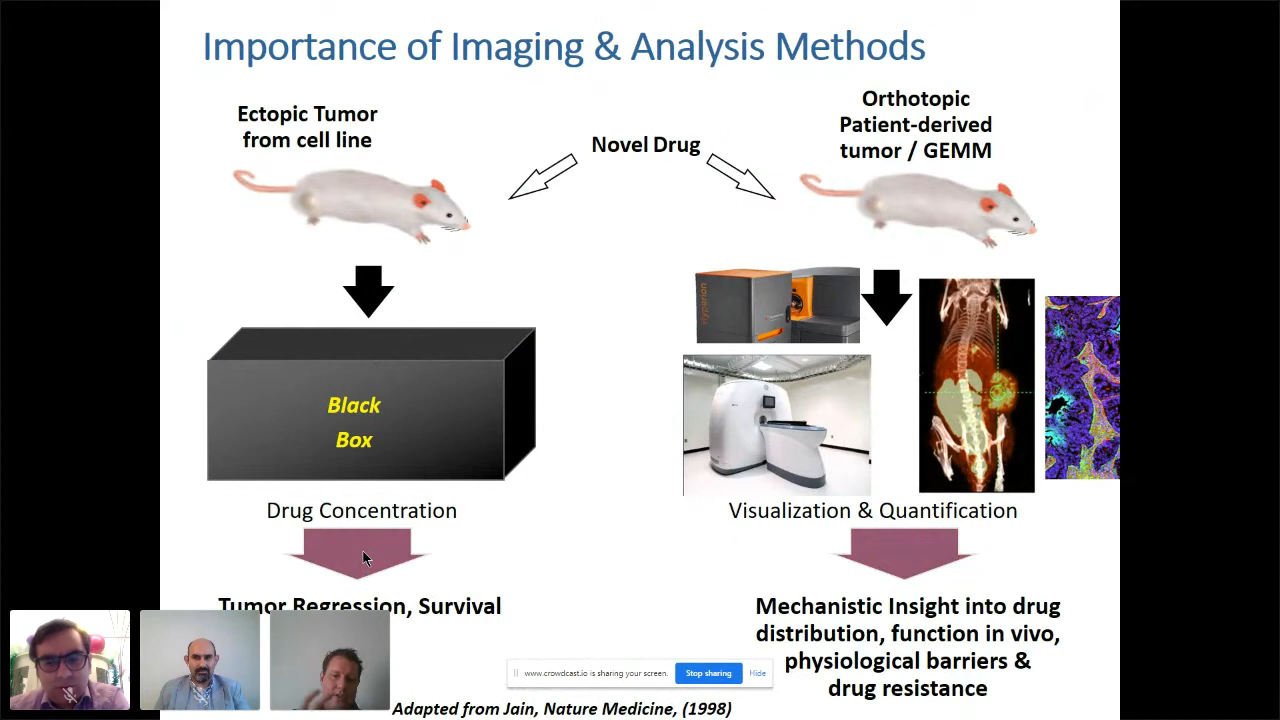 Importance of Imaging & Analysis Methods
Ectopic Tumor
from cell line
Novel Drug
Orthotopic
Patient-derived
tumor / GEMM
Hyperion
Black
Box
Drug Concentration
Visualization & Quantification
Tumor Regression, Survival
Mechanistic Insight into drug
distribution, function in vivo,
physiological barriers &
drug resistance
www.crowdcast.io is sharing your screen.
Stop sharing
Hide
Adapted from Jain, Nature Medicine, (1998)